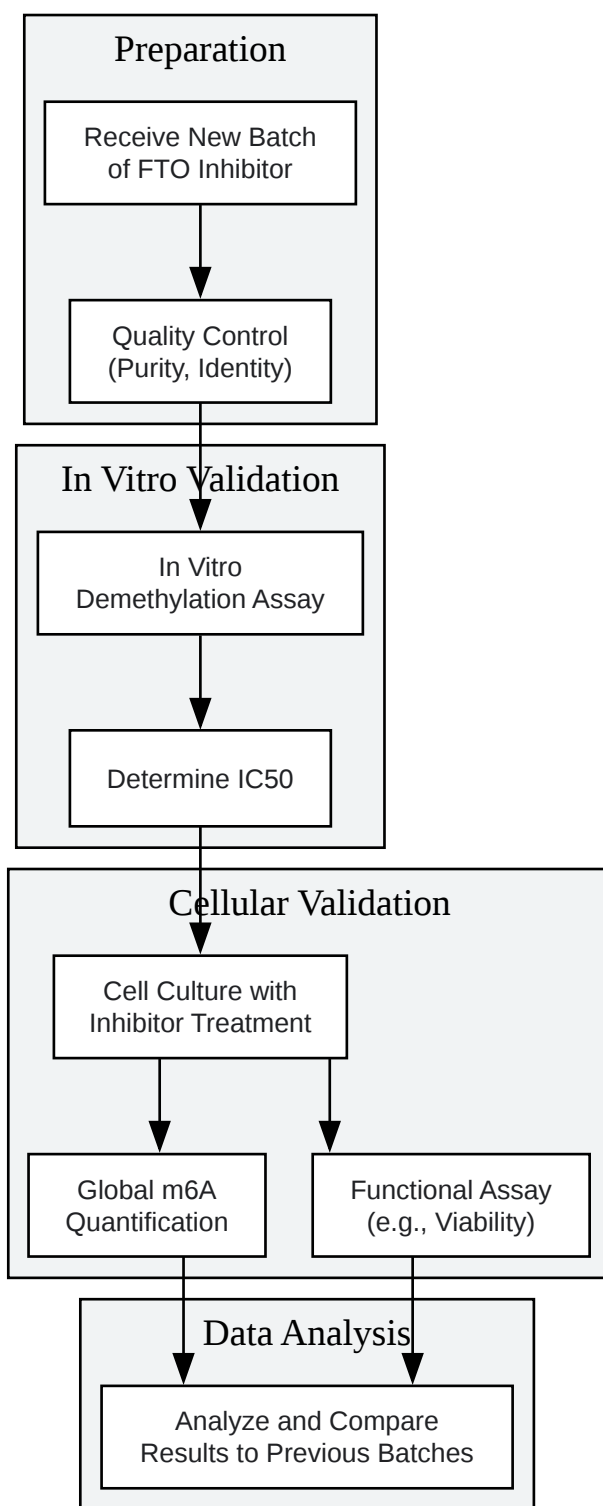 Preparation
Receive New Batch
of FTO Inhibitor
Quality Control
(Purity, Identity)
In Vitro Validation
In Vitro
Demethylation Assay
Determine IC50
Cellular Validation
Cell Culture with
Inhibitor Treatment
Global m6A
Quantification
Functional Assay
(e.g., Viability)
Data Analysis
Analyze and Compare
Results to Previous Batches